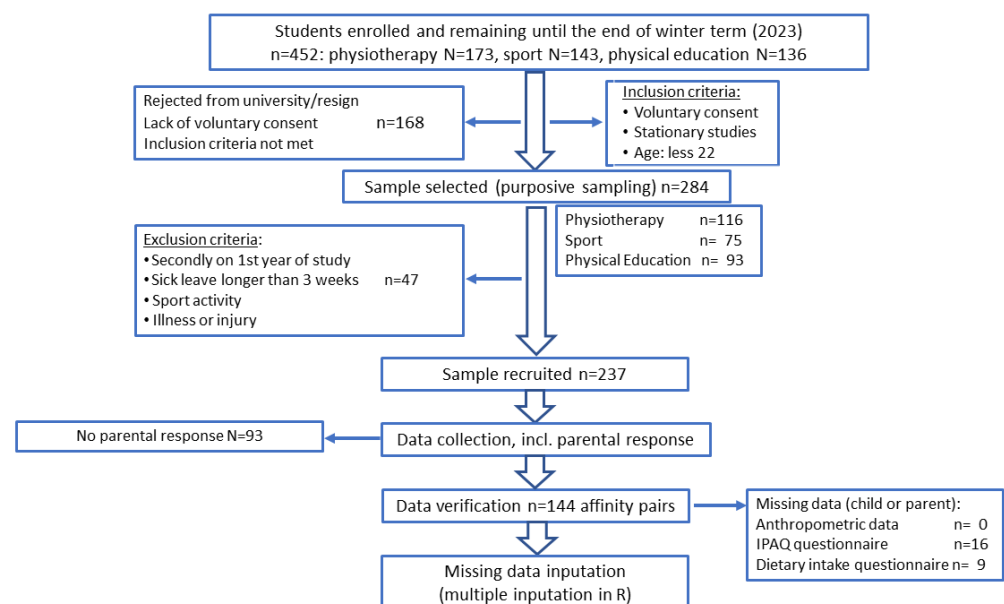 Students enrolled and remaining until the end of winter term (2023)
n=452: physiotherapy N=173, sport N=143, physical education N=136
Rejected from university/resign
Lack of voluntary consent n=168
Inclusion criteria not met
Inclusion criteria:
• Voluntary consent
• Stationary studies
• Age: less 22
Sample selected (purposive sampling) n=284
Physiotherapy n=116
Sport n= 75
Physical Education n= 93
Exclusion criteria:
• Secondly on 1st year of study
• Sick leave longer than 3 weeks n=47
• Sport activity
• Illness or injury
Sample recruited n=237
No parental response N=93
Data collection, incl. parental response
Data verification n=144 affinity pairs
Missing data (child or parent):
Anthropometric data n= 0
IPAQ questionnaire n=16
Dietary intake questionnaire n= 9
Missing data inputation
(multiple inputation in R)